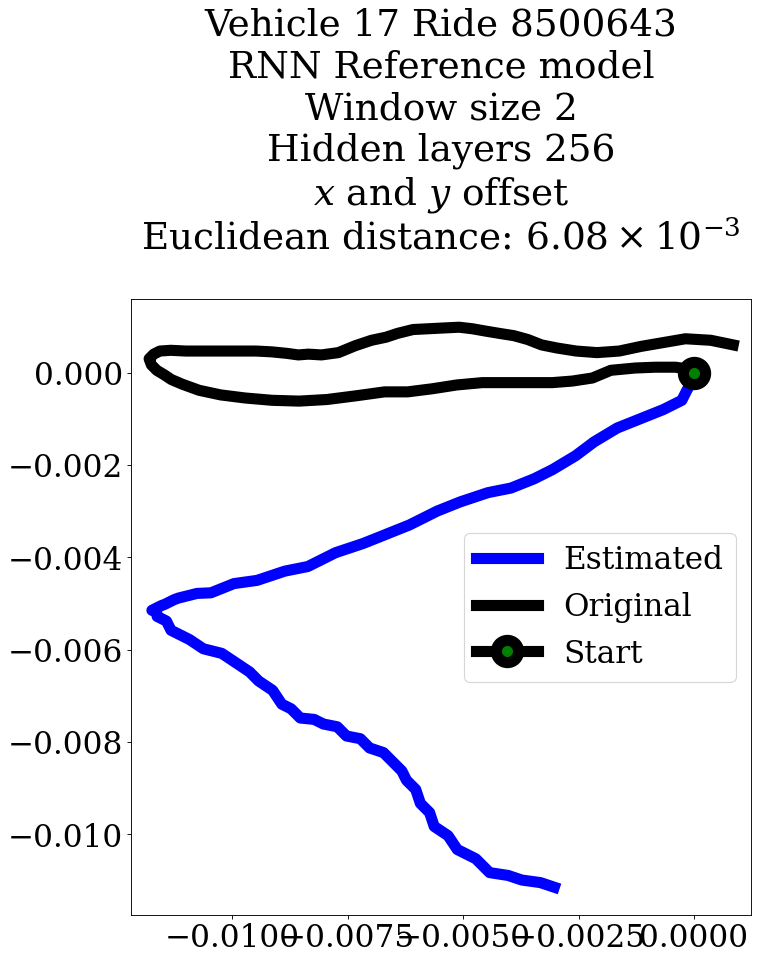 Vehicle 17 Ride 8500643
RNN Reference model
Window size 2
Hidden layers 256
x and y offset
Euclidean distance: 6.08 × 10⁻³
0.000
−0.002
−0.004
−0.006
−0.008
−0.010
Estimated
Original
Start
−0.0100 −0.0075 −0.0050 −0.0025 0.0000